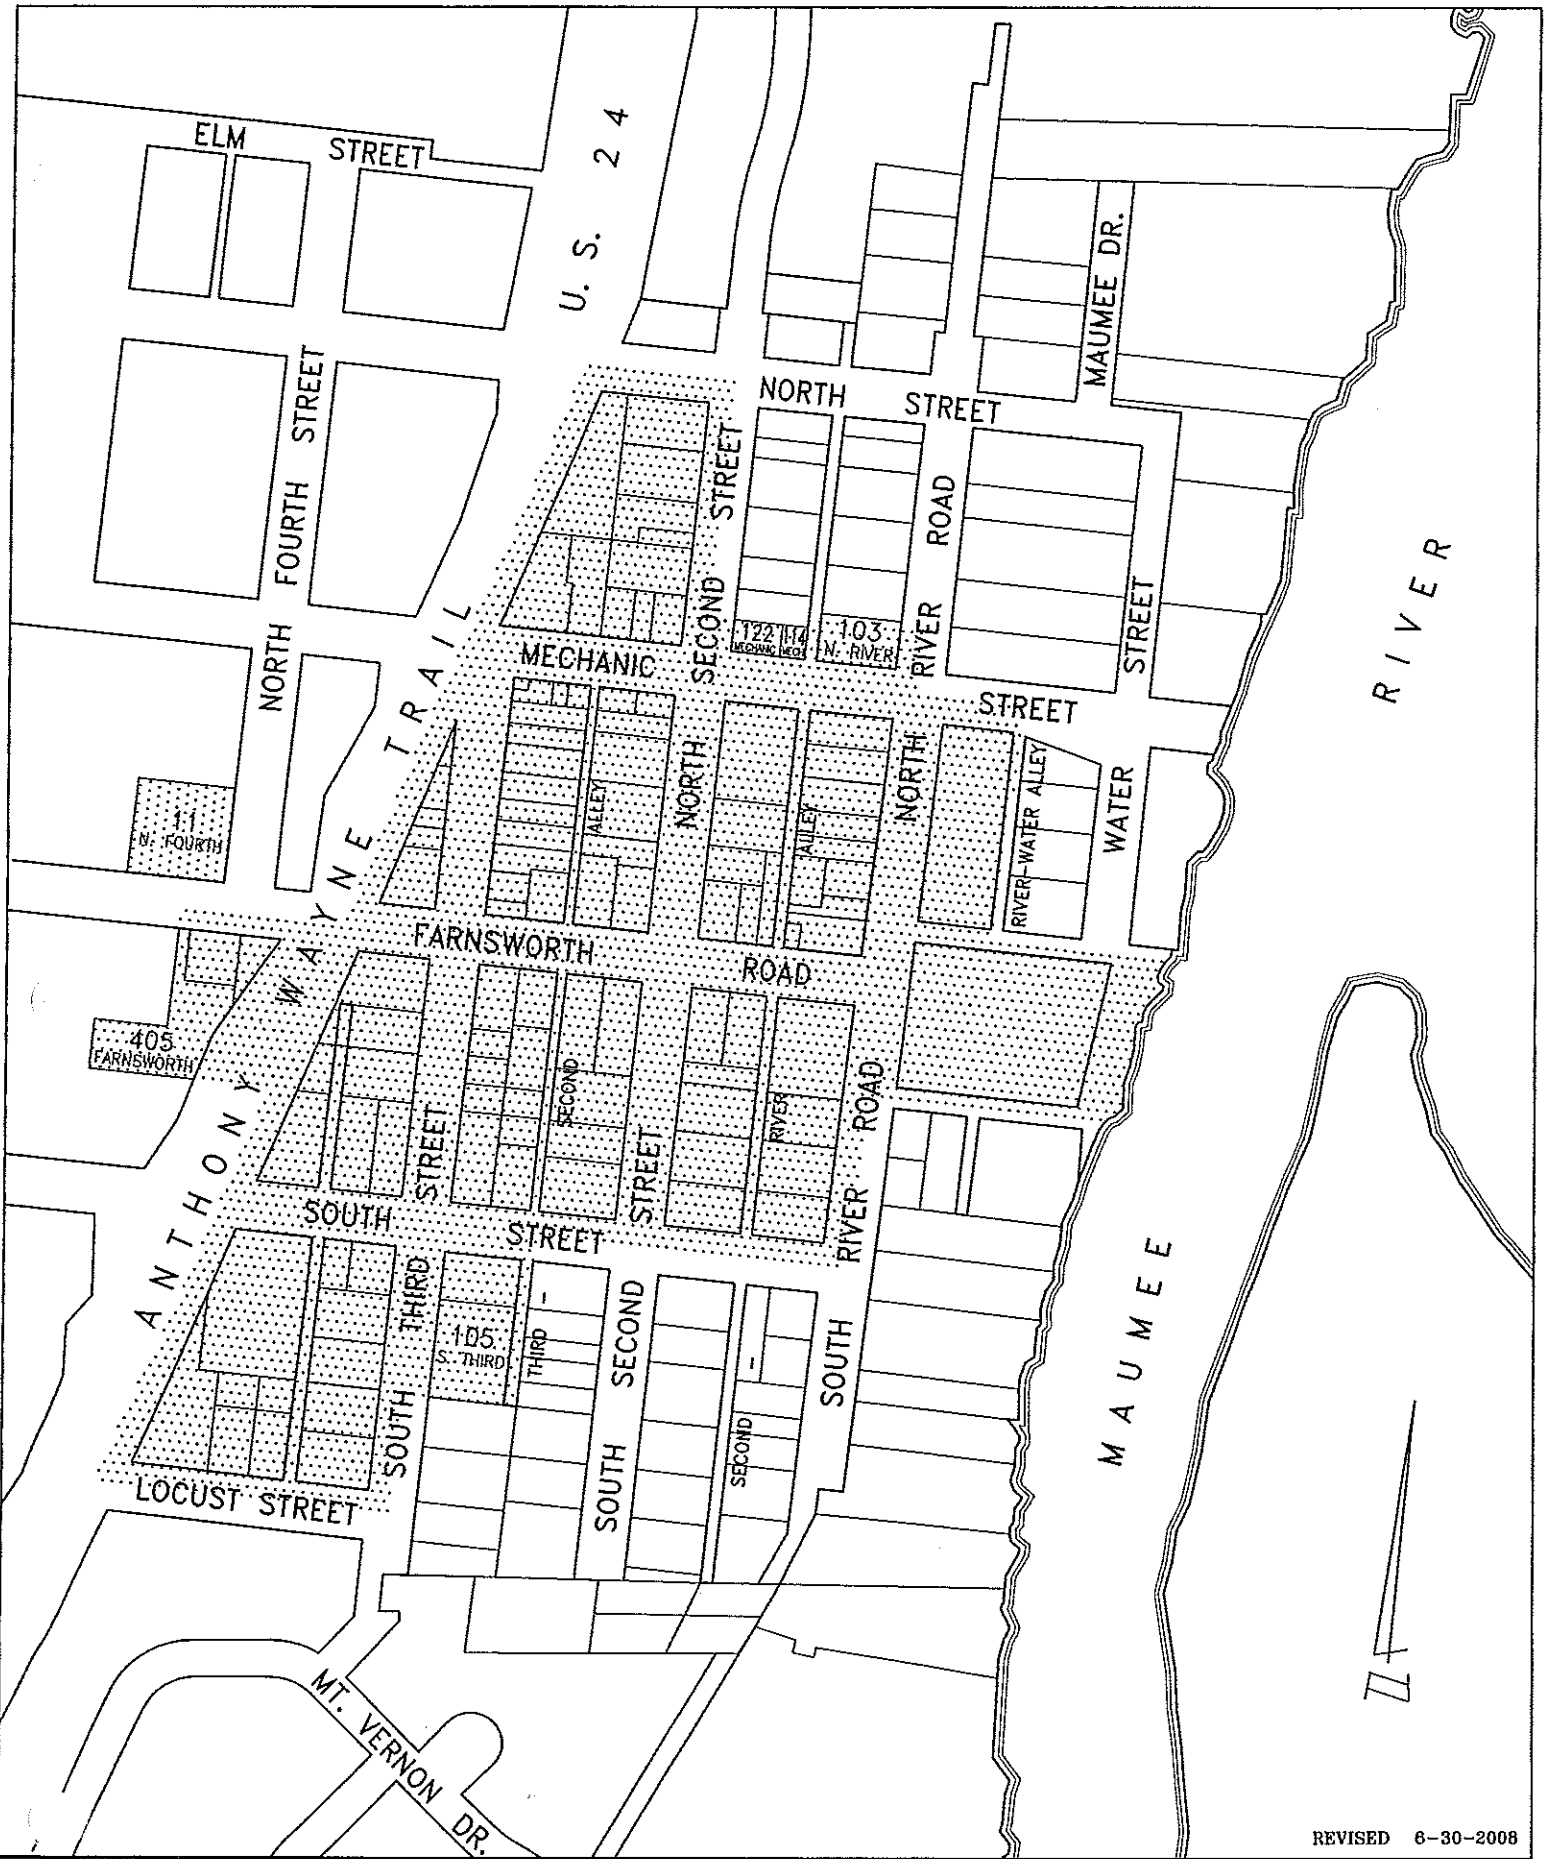 ELM STREET
U. S. 24
MAUMEE DR.
NORTH STREET
NORTH FOURTH STREET
NORTH SECOND STREET
NORTH RIVER ROAD
WATER STREET
RIVER
122
MECHANIC
114
MECH
103
N. RIVER
MECHANIC STREET
ANTHONY WAYNE TRAIL
11
N. FOURTH
ALLEY
ALLEY
RIVER-WATER ALLEY
FARNSWORTH ROAD
405
FARNSWORTH
SECOND
RIVER
SOUTH STREET
SOUTH THIRD STREET
SOUTH SECOND STREET
SOUTH RIVER ROAD
105
S. THIRD
THIRD -
SECOND -
MAUMEE
LOCUST STREET
MT. VERNON DR.
N
REVISED 6-30-2008